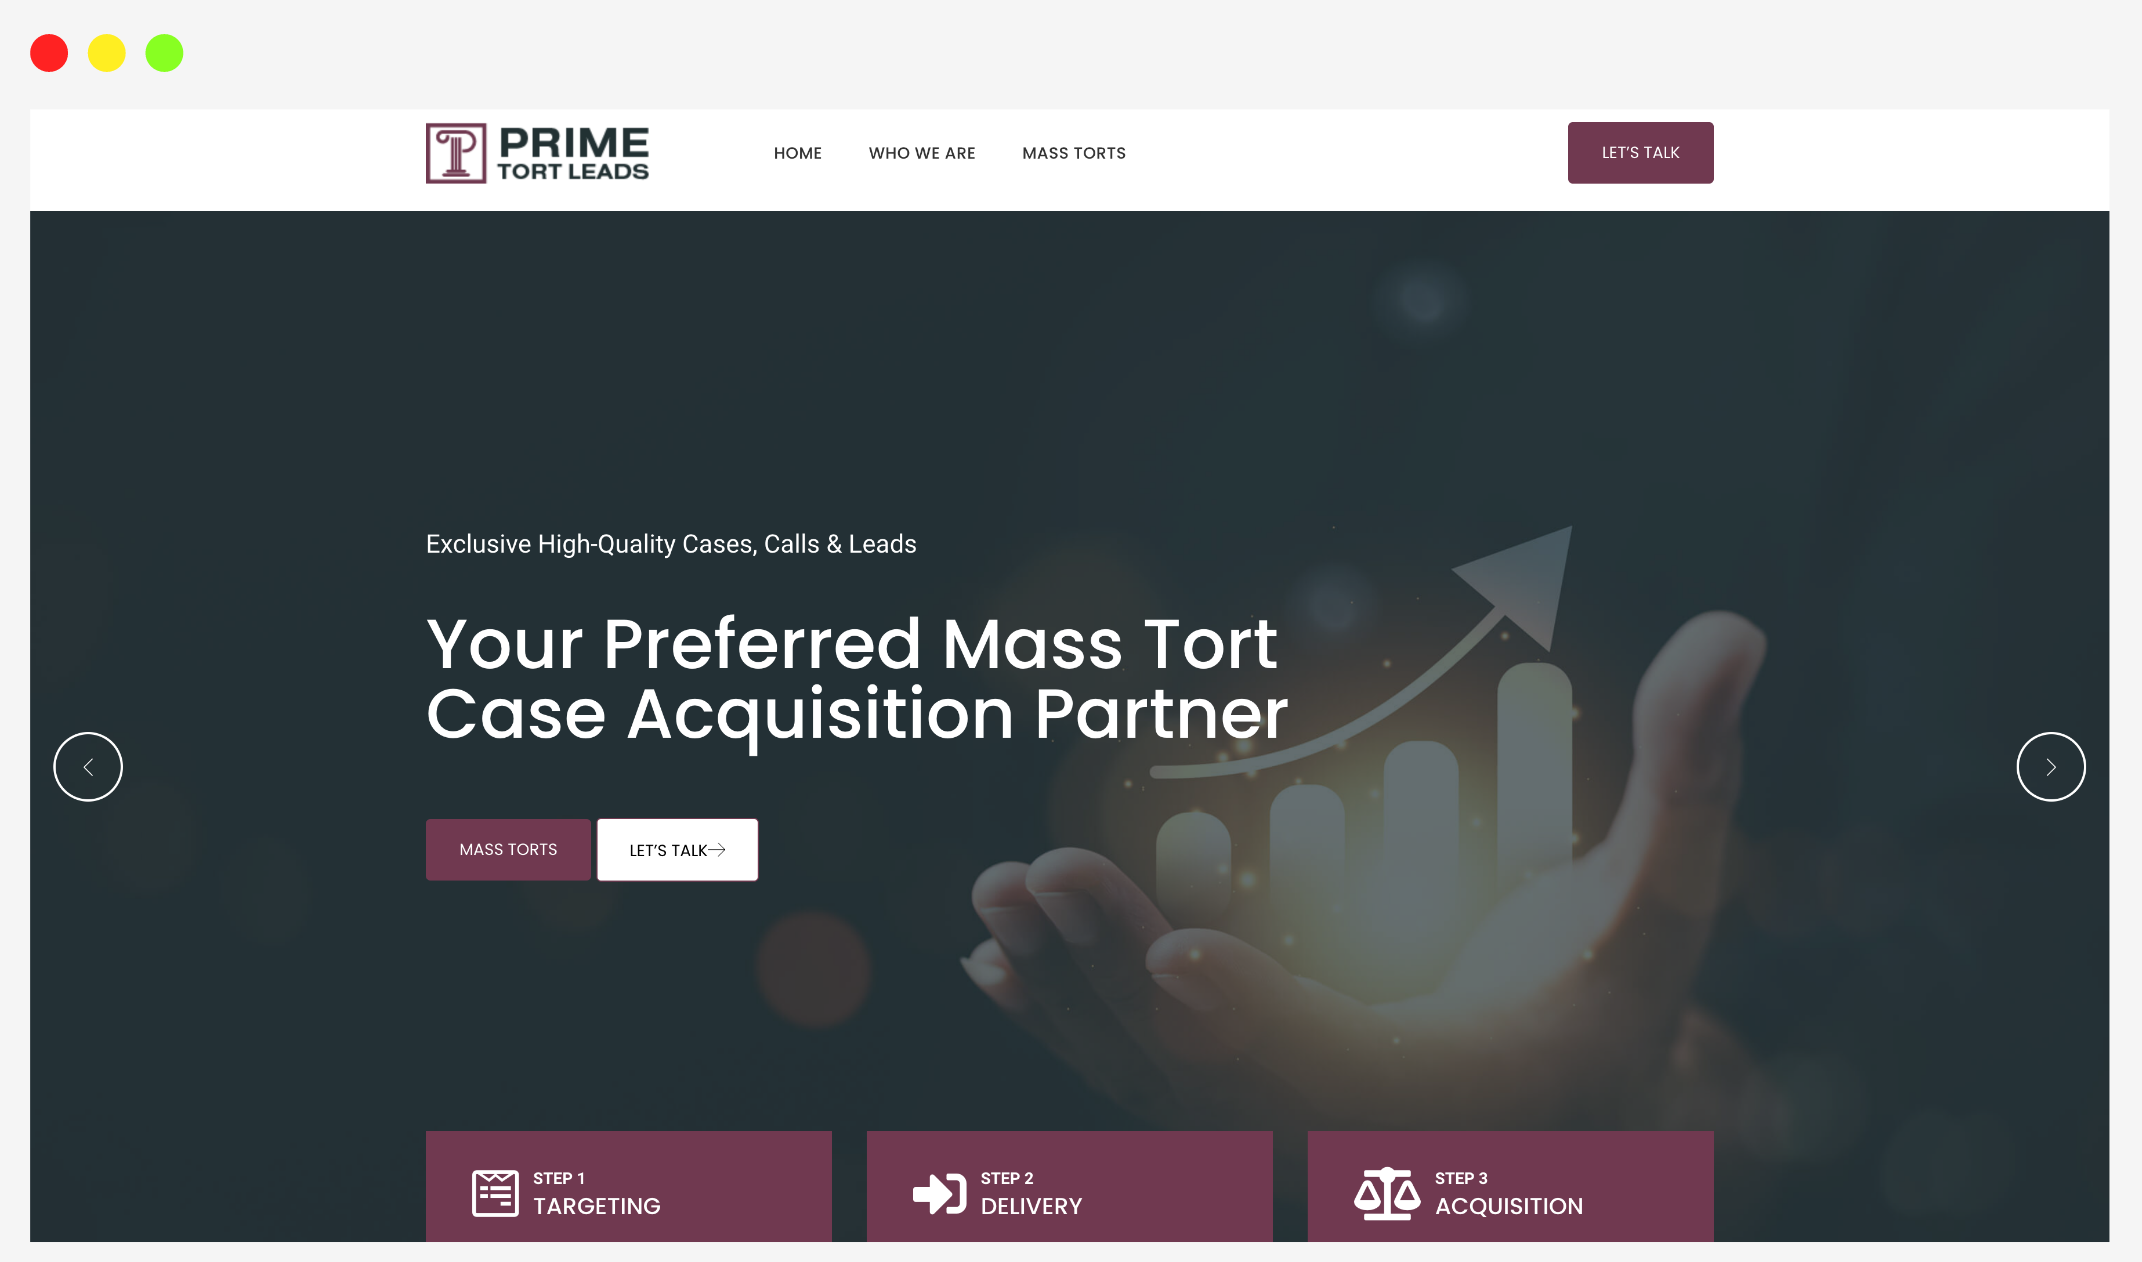 PRIME
TORT LEADS
HOME
WHO WE ARE
MASS TORTS
LET'S TALK
Exclusive High-Quality Cases, Calls & Leads
Your Preferred Mass Tort
Case Acquisition Partner
MASS TORTS
LET'S TALK→
STEP 1
TARGETING
STEP 2
DELIVERY
STEP 3
ACQUISITION